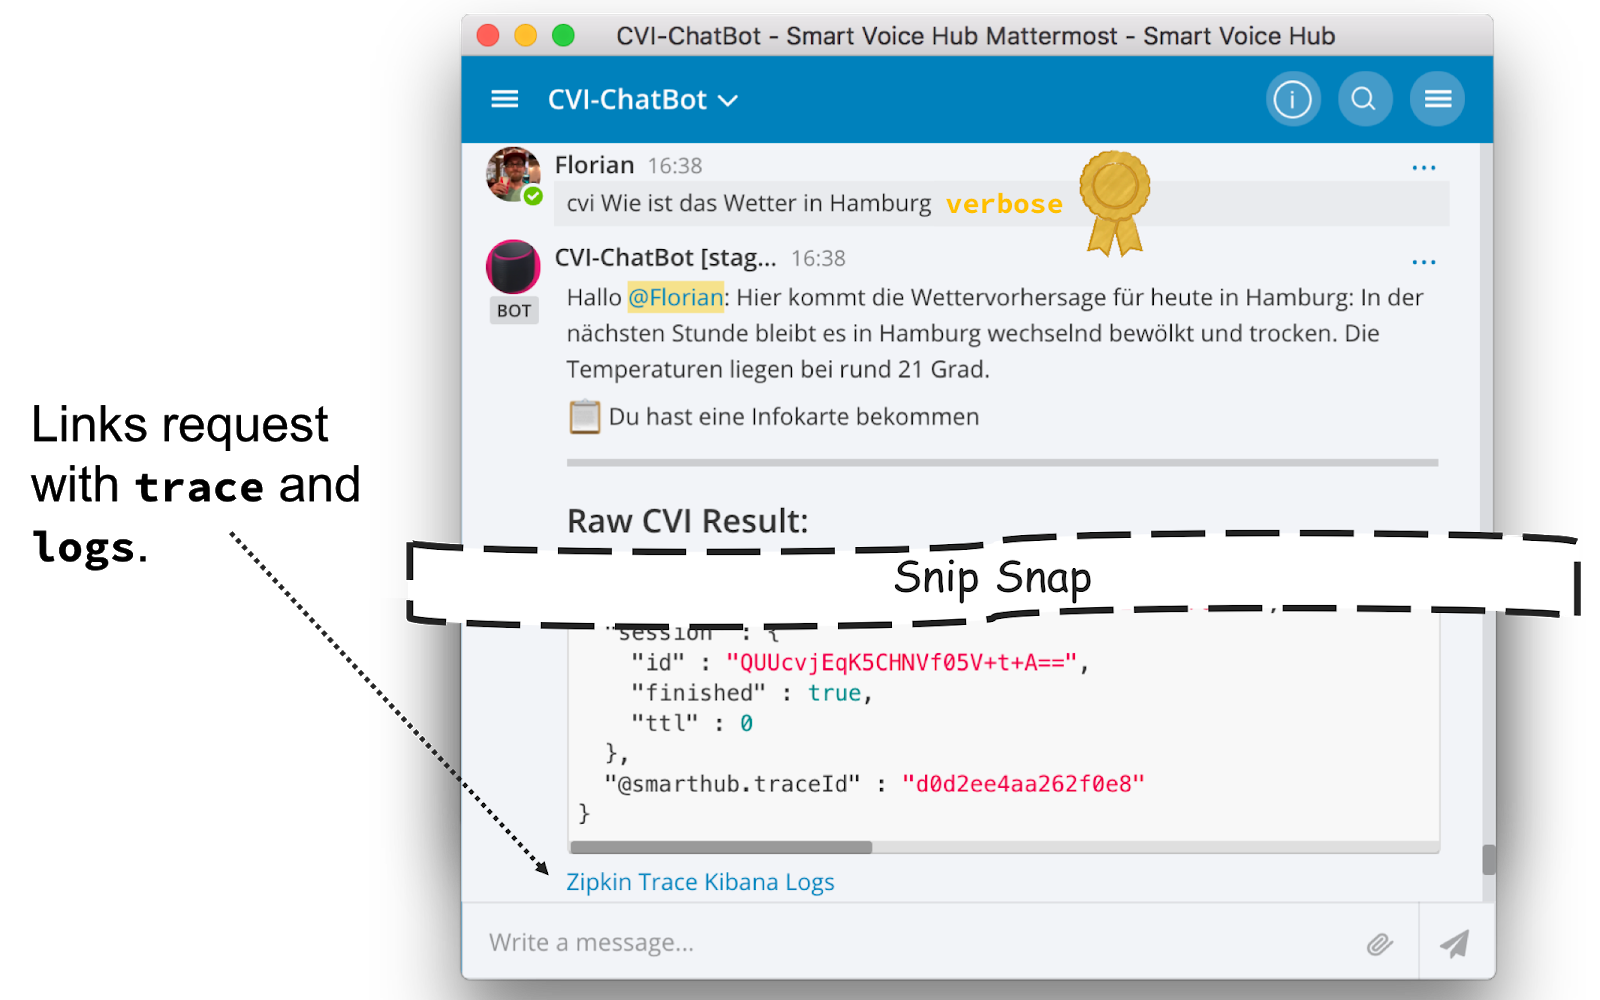 CVI-ChatBot - Smart Voice Hub Mattermost - Smart Voice Hub
CVI-ChatBot
Florian 16:38
cvi Wie ist das Wetter in Hamburg verbose
CVI-ChatBot [stag... 16:38
BOT
Hallo @Florian: Hier kommt die Wettervorhersage für heute in Hamburg: In der
nächsten Stunde bleibt es in Hamburg wechselnd bewölkt und trocken. Die
Temperaturen liegen bei rund 21 Grad.
Du hast eine Infokarte bekommen
Links request
with trace and
logs.
Raw CVI Result:
Snip Snap
"session" : {
"id" : "QUUcvjEqK5CHNVf05V+t+A==",
"finished" : true,
"ttl" : 0
},
"@smarthub.traceId" : "d0d2ee4aa262f0e8"
}
Zipkin Trace Kibana Logs
Write a message...